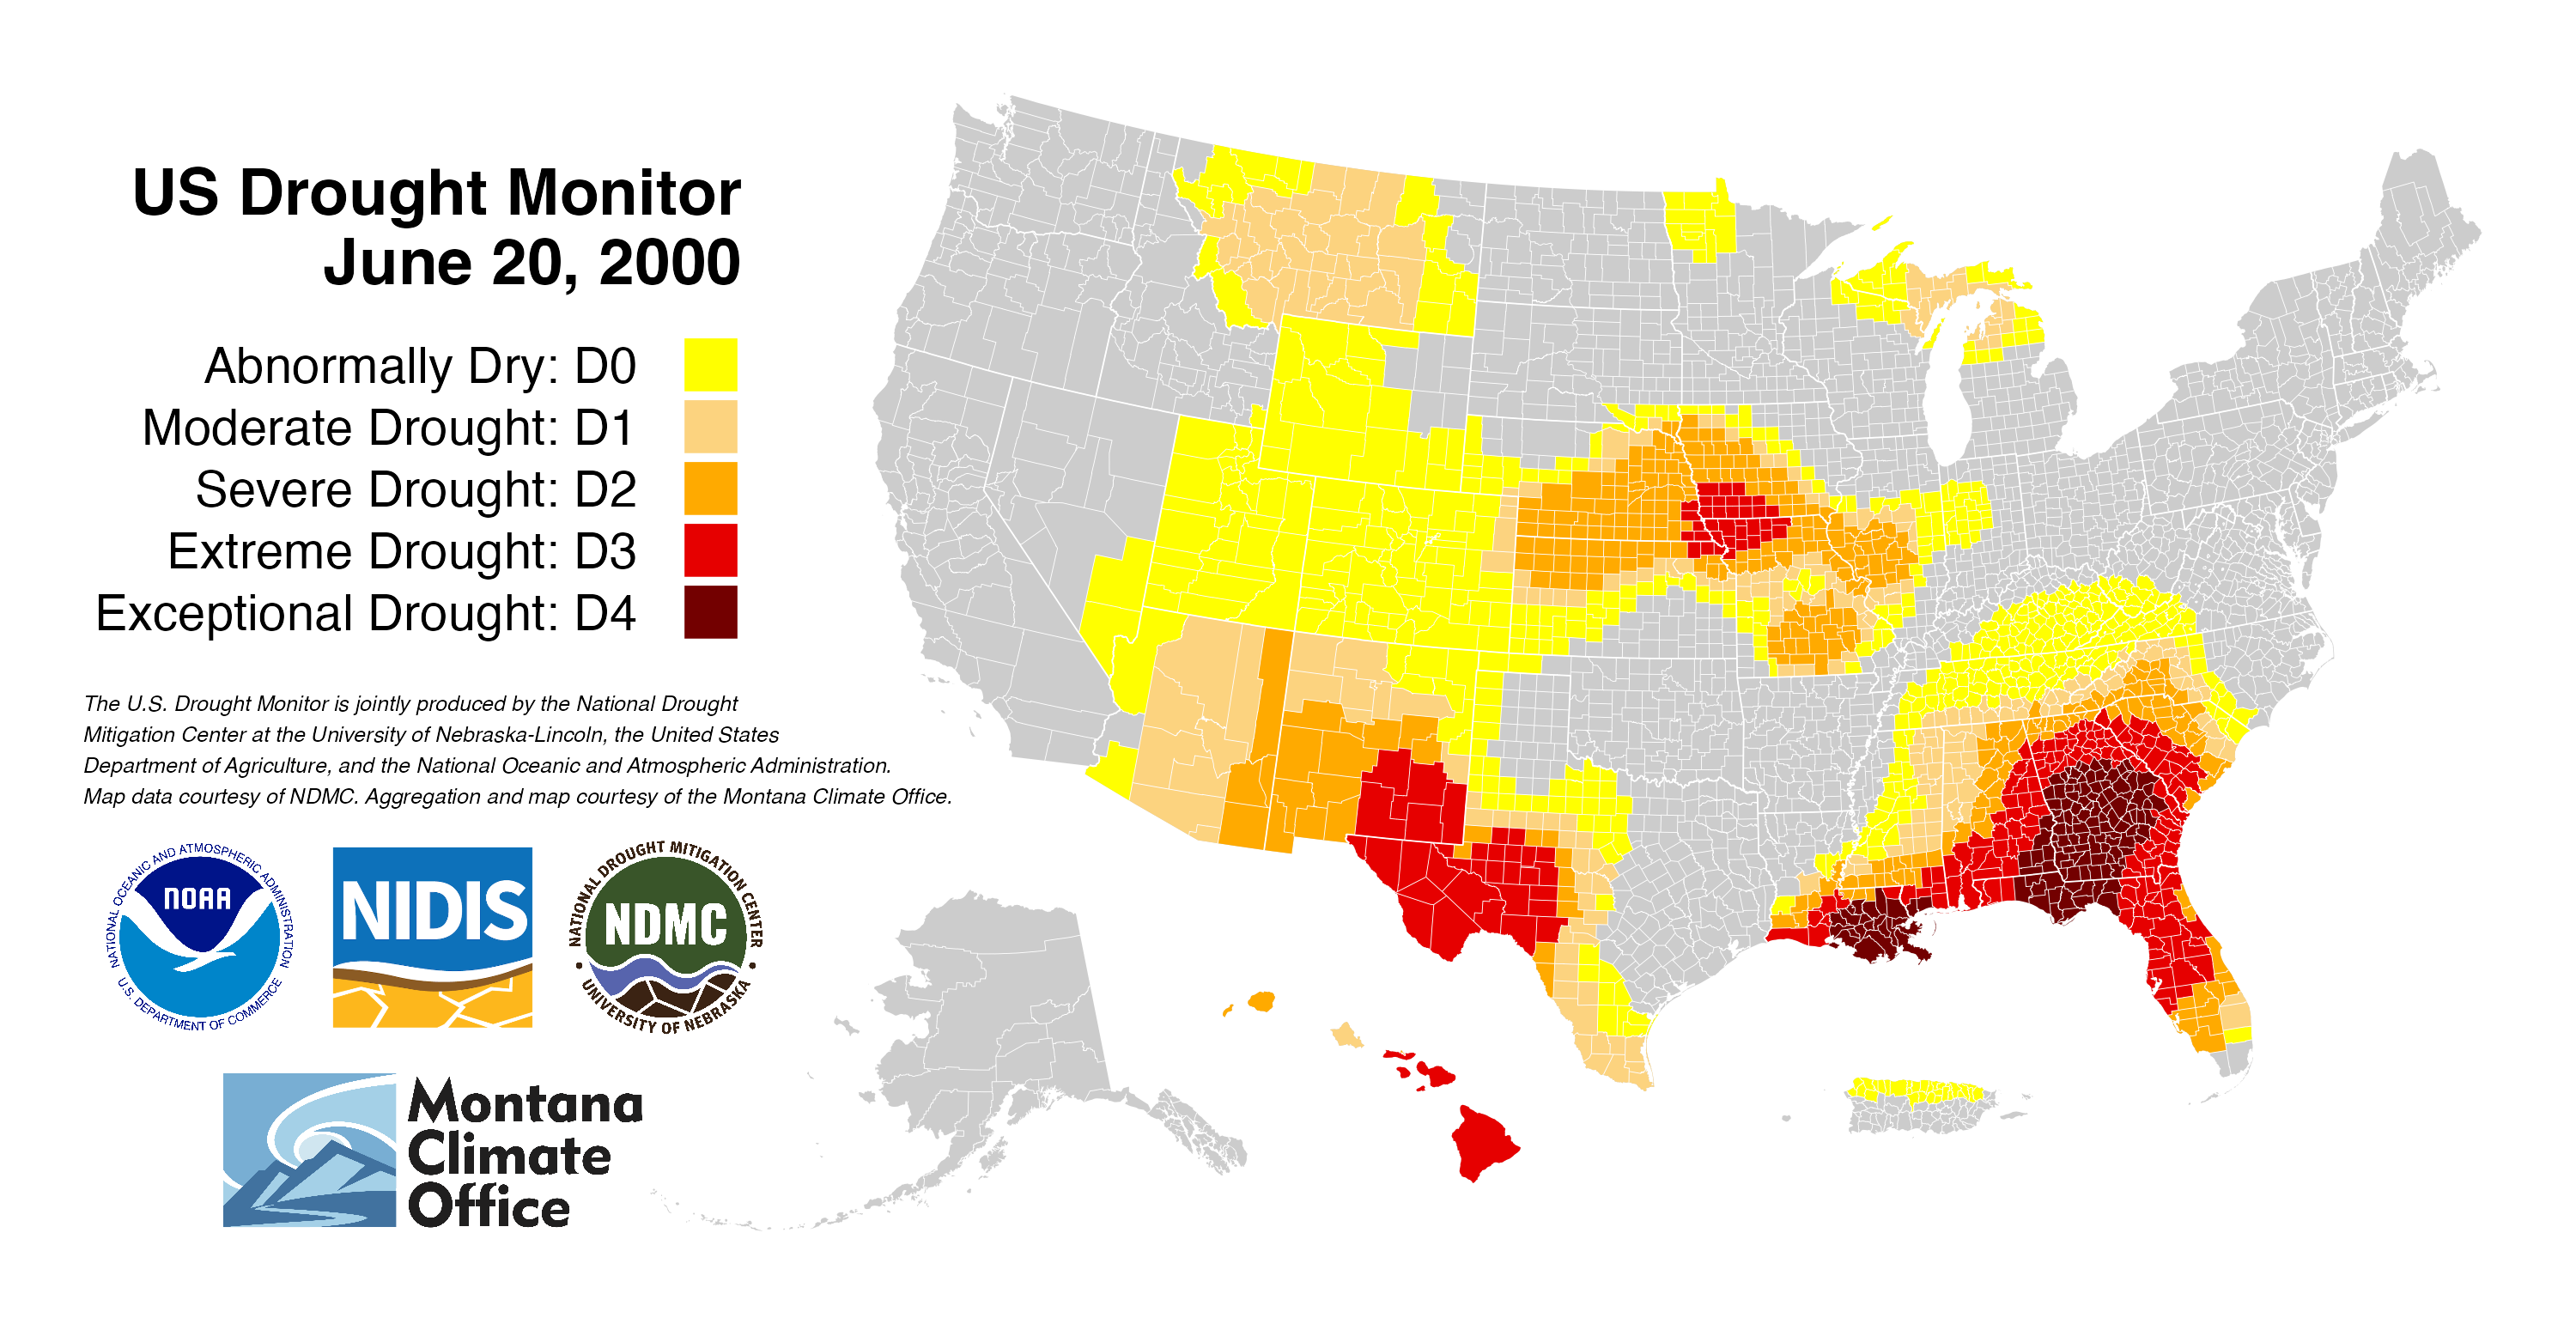 US Drought Monitor
June 20, 2000
Abnormally Dry: D0
Moderate Drought: D1
Severe Drought: D2
Extreme Drought: D3
Exceptional Drought: D4
The U.S. Drought Monitor is jointly produced by the National Drought
Mitigation Center at the University of Nebraska-Lincoln, the United States
Department of Agriculture, and the National Oceanic and Atmospheric Administration.
Map data courtesy of NDMC. Aggregation and map courtesy of the Montana Climate Office.
NATIONAL OCEANIC AND ATMOSPHERIC ADMINISTRATION
NOAA
U.S. DEPARTMENT OF COMMERCE
NIDIS
NATIONAL DROUGHT MITIGATION CENTER
NDMC
UNIVERSITY OF NEBRASKA
Montana
Climate
Office